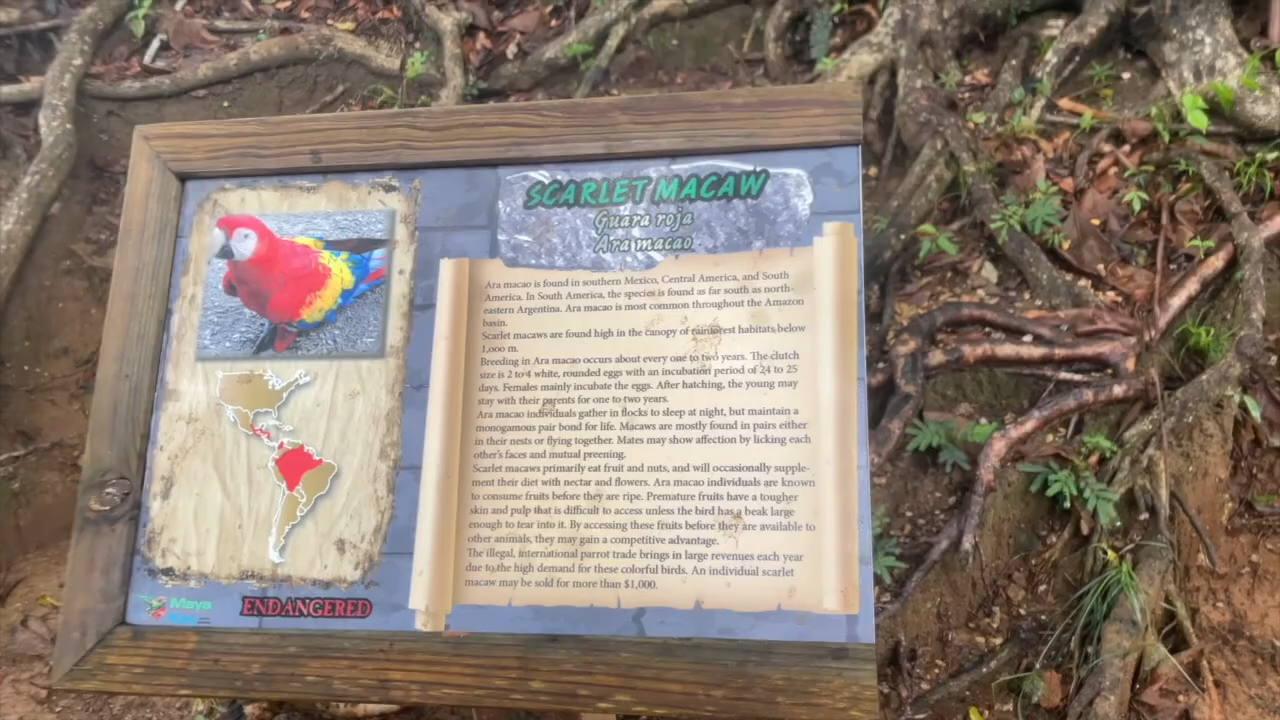 SCARLET MACAW
Guara roja
Ara macao
Ara macao is found in southern Mexico, Central America, and South
America. In South America, the species is found as far south as north-
eastern Argentina. Ara macao is most common throughout the Amazon
basin.
Scarlet macaws are found high in the canopy of rainforest habitats below
1,000 m.
Breeding in Ara macao occurs about every one to two years. The clutch
size is 2 to 4 white, rounded eggs with an incubation period of 24 to 25
days. Females mainly incubate the eggs. After hatching, the young may
stay with their parents for one to two years.
Ara macao individuals gather in flocks to sleep at night, but maintain a
monogamous pair bond for life. Macaws are mostly found in pairs either
in their nests or flying together. Mates may show affection by licking each
other's faces and mutual preening.
Scarlet macaws primarily eat fruit and nuts, and will occasionally supple-
ment their diet with nectar and flowers. Ara macao individuals are known
to consume fruits before they are ripe. Premature fruits have a tougher
skin and pulp that is difficult to access unless the bird has a beak large
enough to tear into it. By accessing these fruits before they are available to
other animals, they may gain a competitive advantage.
The illegal, international parrot trade brings in large revenues each year
due to the high demand for these colorful birds. An individual scarlet
macaw may be sold for more than $1,000.
Maya
ENDANGERED